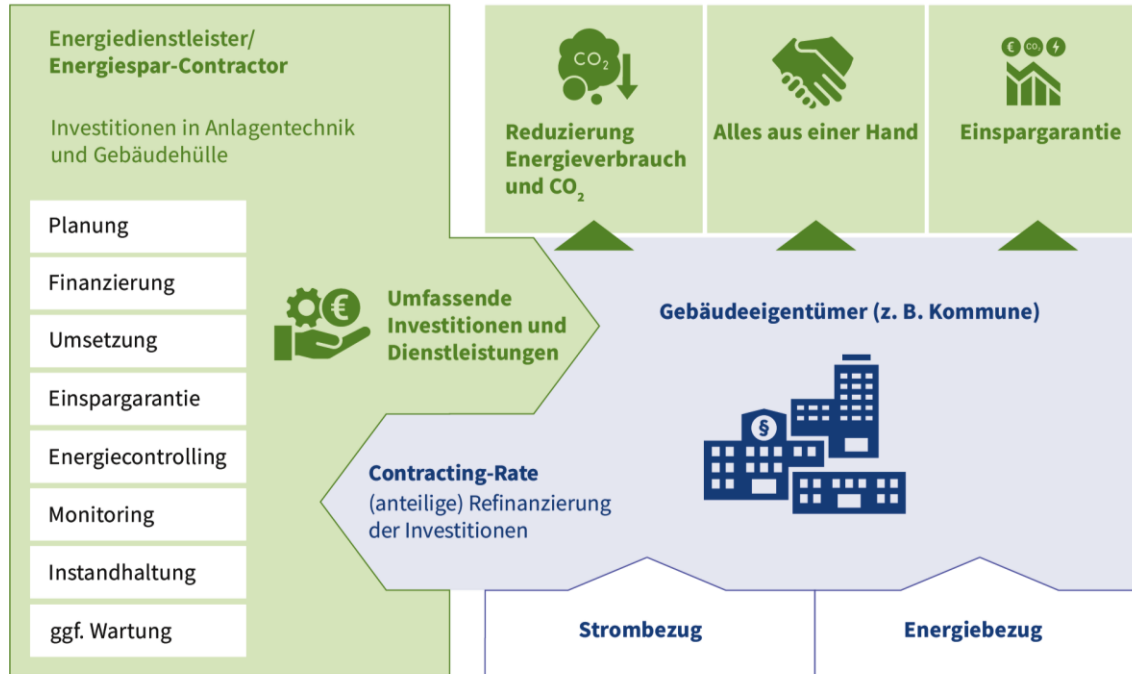 Energiedienstleister/
Energiespar-Contractor
Investitionen in Anlagentechnik
und Gebäudehülle
Planung
Finanzierung
Umsetzung
Einspargarantie
Energiecontrolling
Monitoring
Instandhaltung
ggf. Wartung
€
Umfassende
Investitionen und
Dienstleistungen
Contracting-Rate
(anteilige) Refinanzierung
der Investitionen
CO₂
Reduzierung
Energieverbrauch
und CO₂
Alles aus einer Hand
€ CO₂
Einspargarantie
Gebäudeeigentümer (z. B. Kommune)
§
Strombezug
Energiebezug